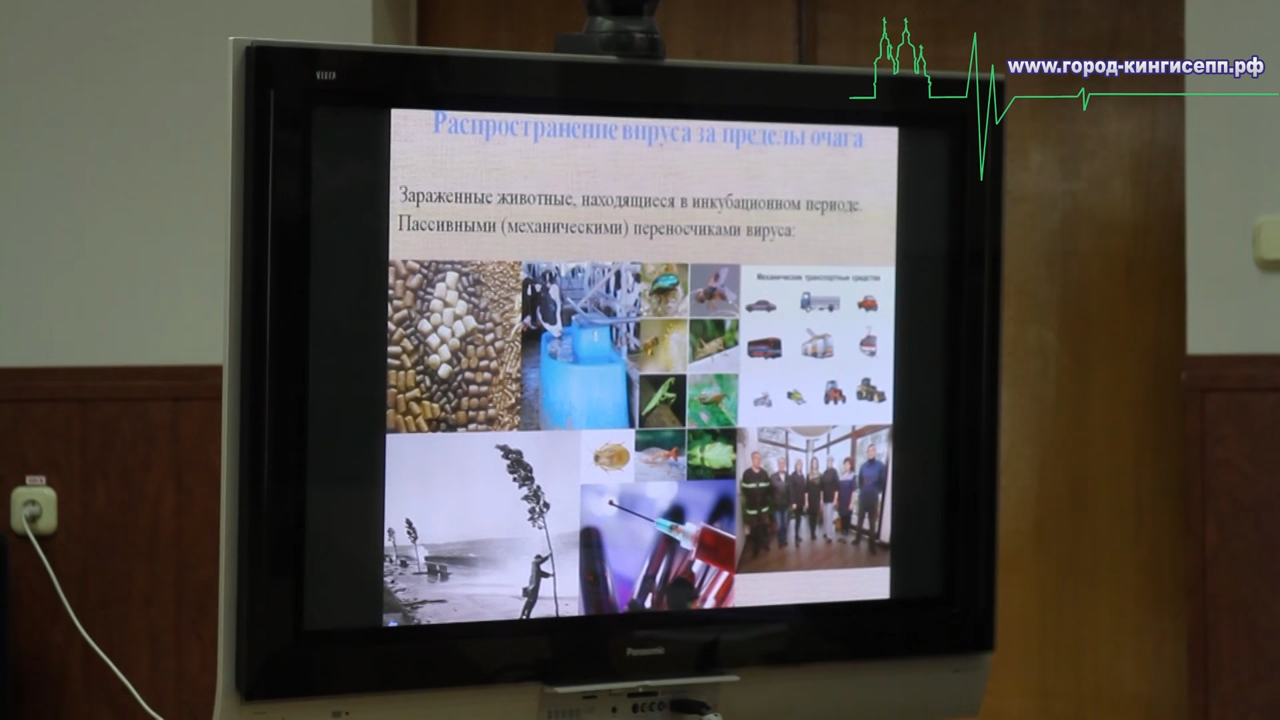 www.город-кингисепп.рф
VIERA
Распространение вируса за пределы очага
Зараженные животные, находящиеся в инкубационном периоде.
Пассивными (механическими) переносчиками вируса:
Механические транспортные средства
Panasonic